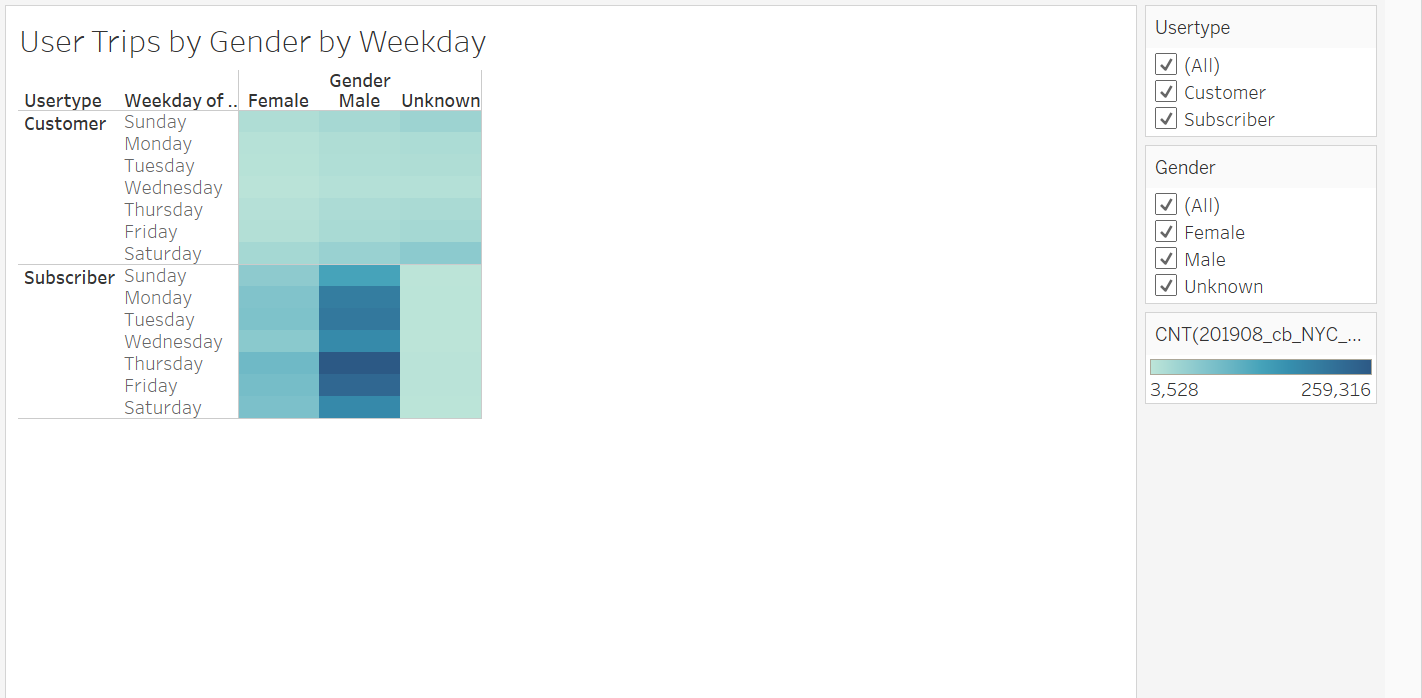 User Trips by Gender by Weekday
Gender
Usertype Weekday of .. Female Male Unknown
Customer Sunday
Monday
Tuesday
Wednesday
Thursday
Friday
Saturday
Subscriber Sunday
Monday
Tuesday
Wednesday
Thursday
Friday
Saturday
Usertype
(All)
Customer
Subscriber
Gender
(All)
Female
Male
Unknown
CNT(201908_cb_NYC_...
3,528 259,316